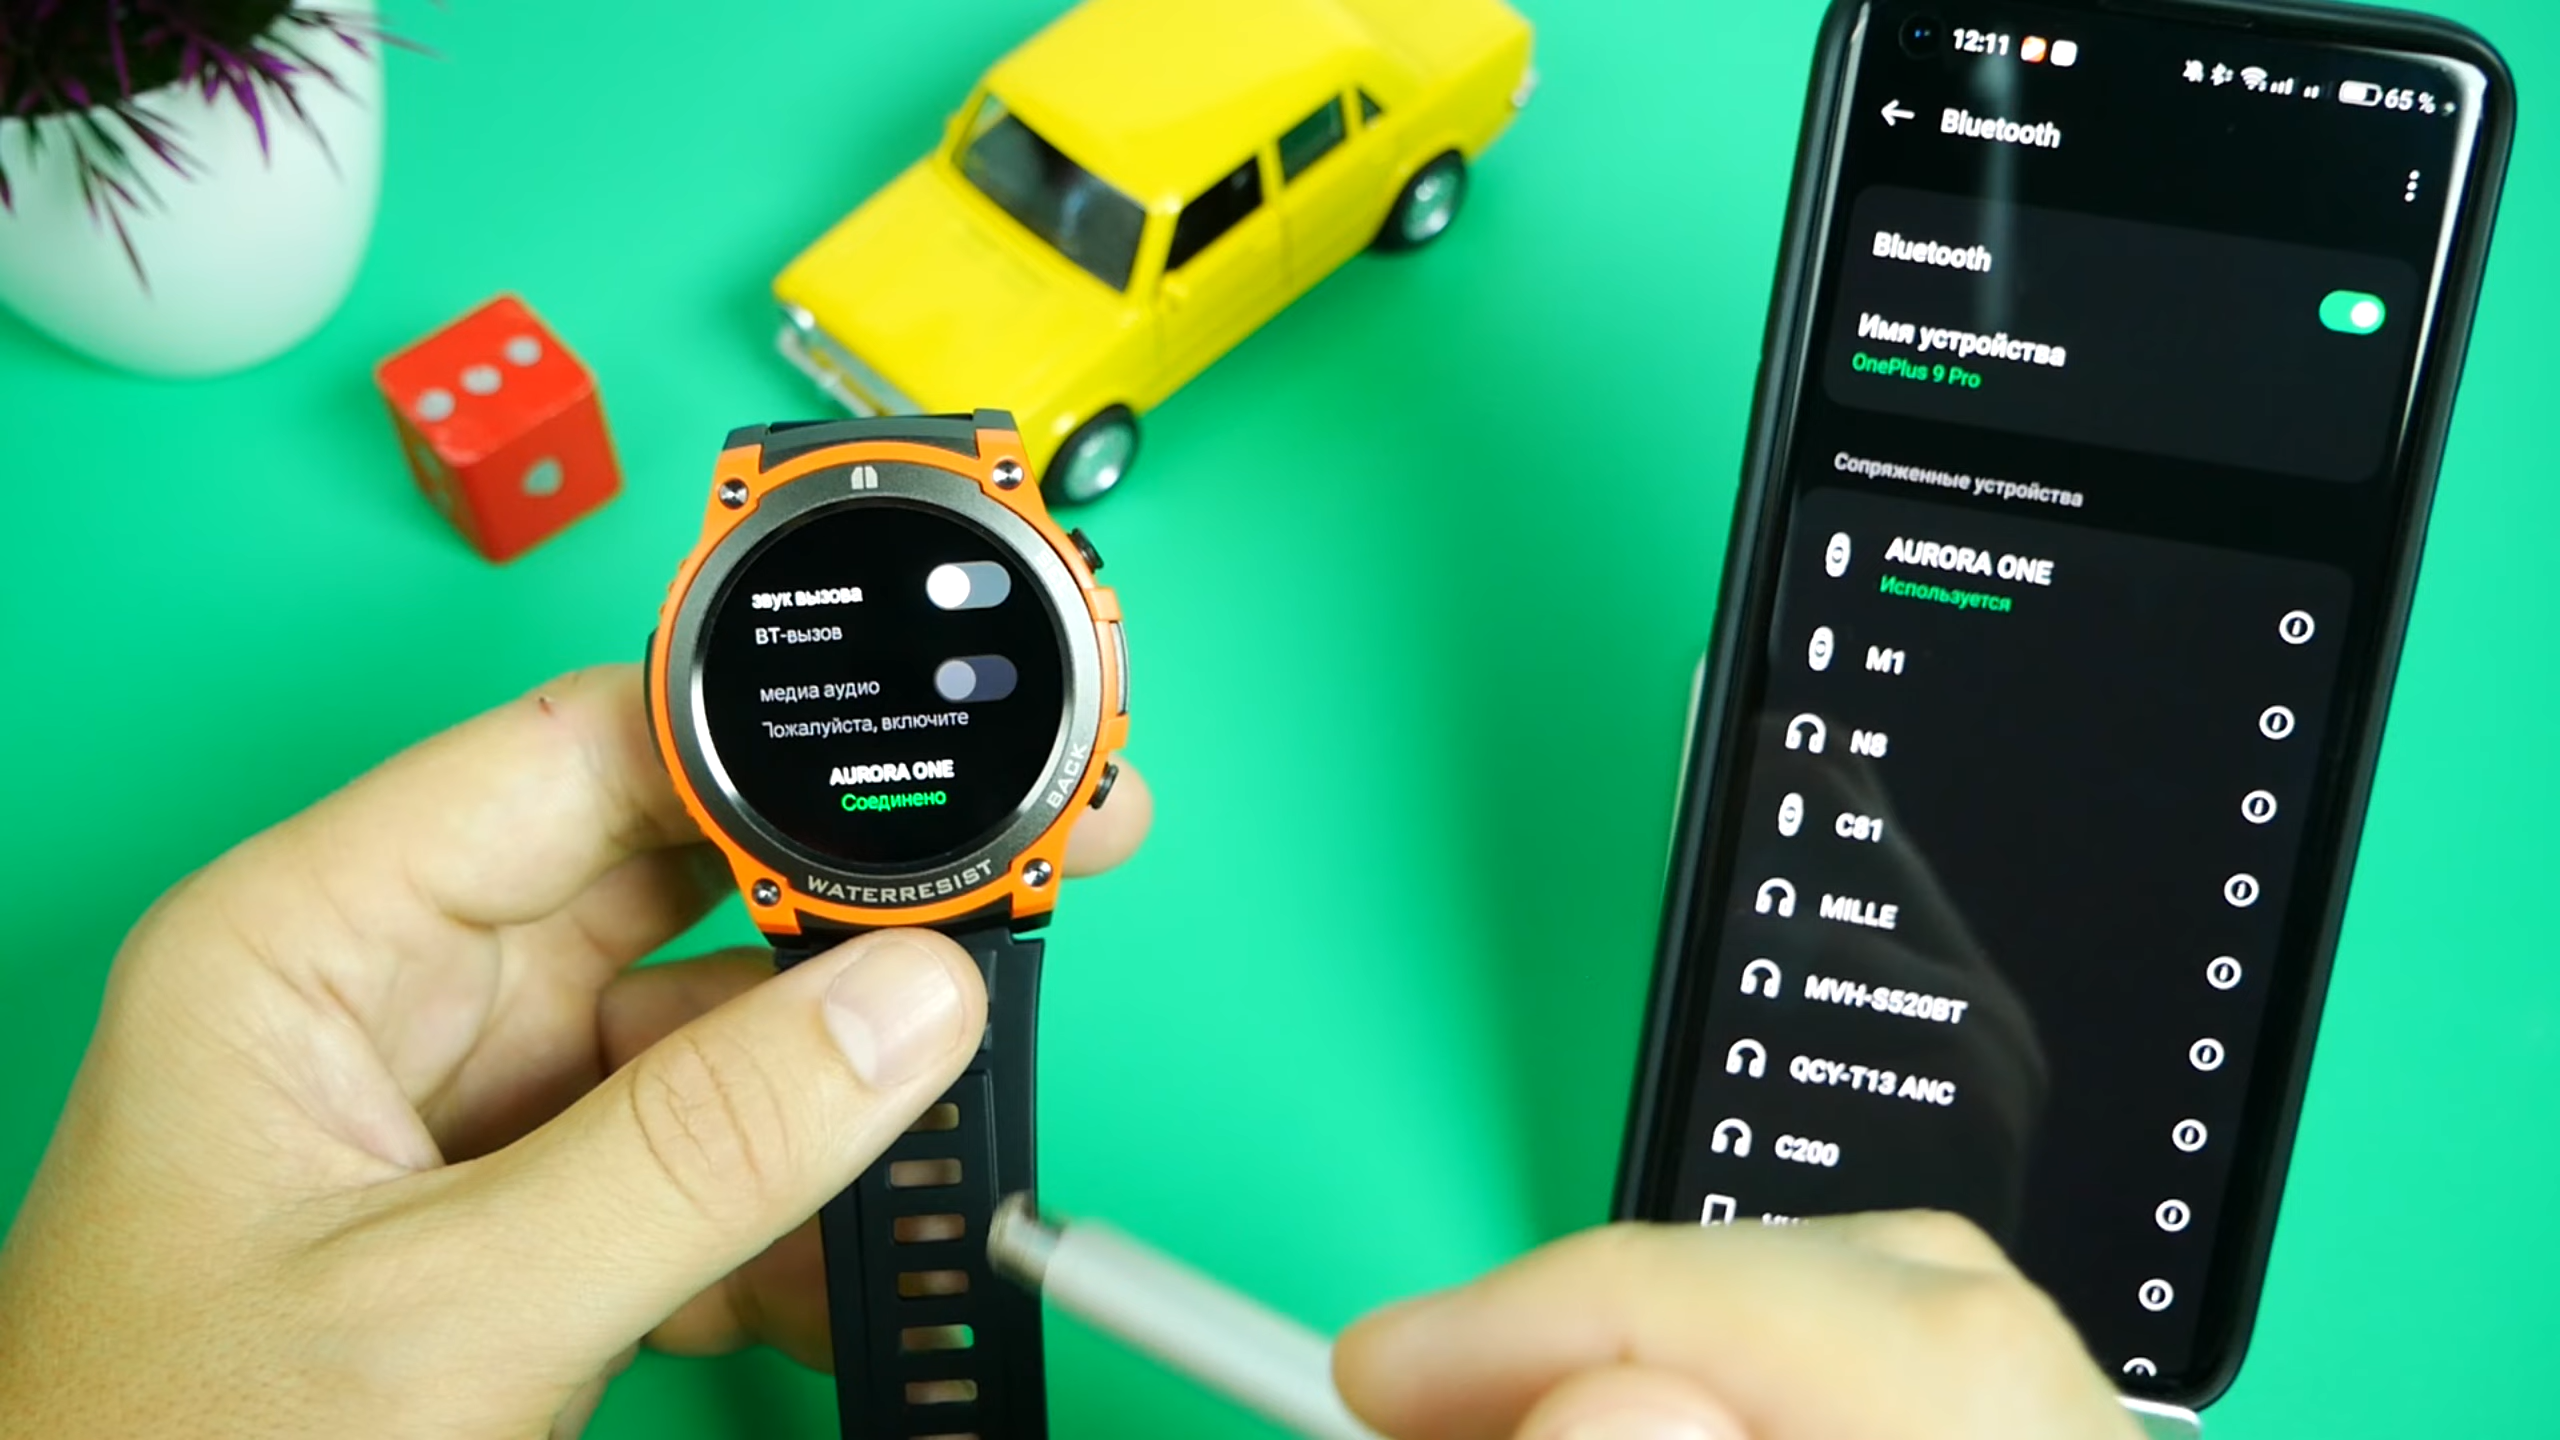 звук вызова
BT-вызов
медиа аудио
Пожалуйста, включите
AURORA ONE
Соединено
BACK
WATERRESIST
12:11
65 %
Bluetooth
Bluetooth
Имя устройства
OnePlus 9 Pro
Сопряженные устройства
AURORA ONE
Используется
M1
N8
C81
MILLE
MVH-S520BT
QCY-T13 ANC
C200